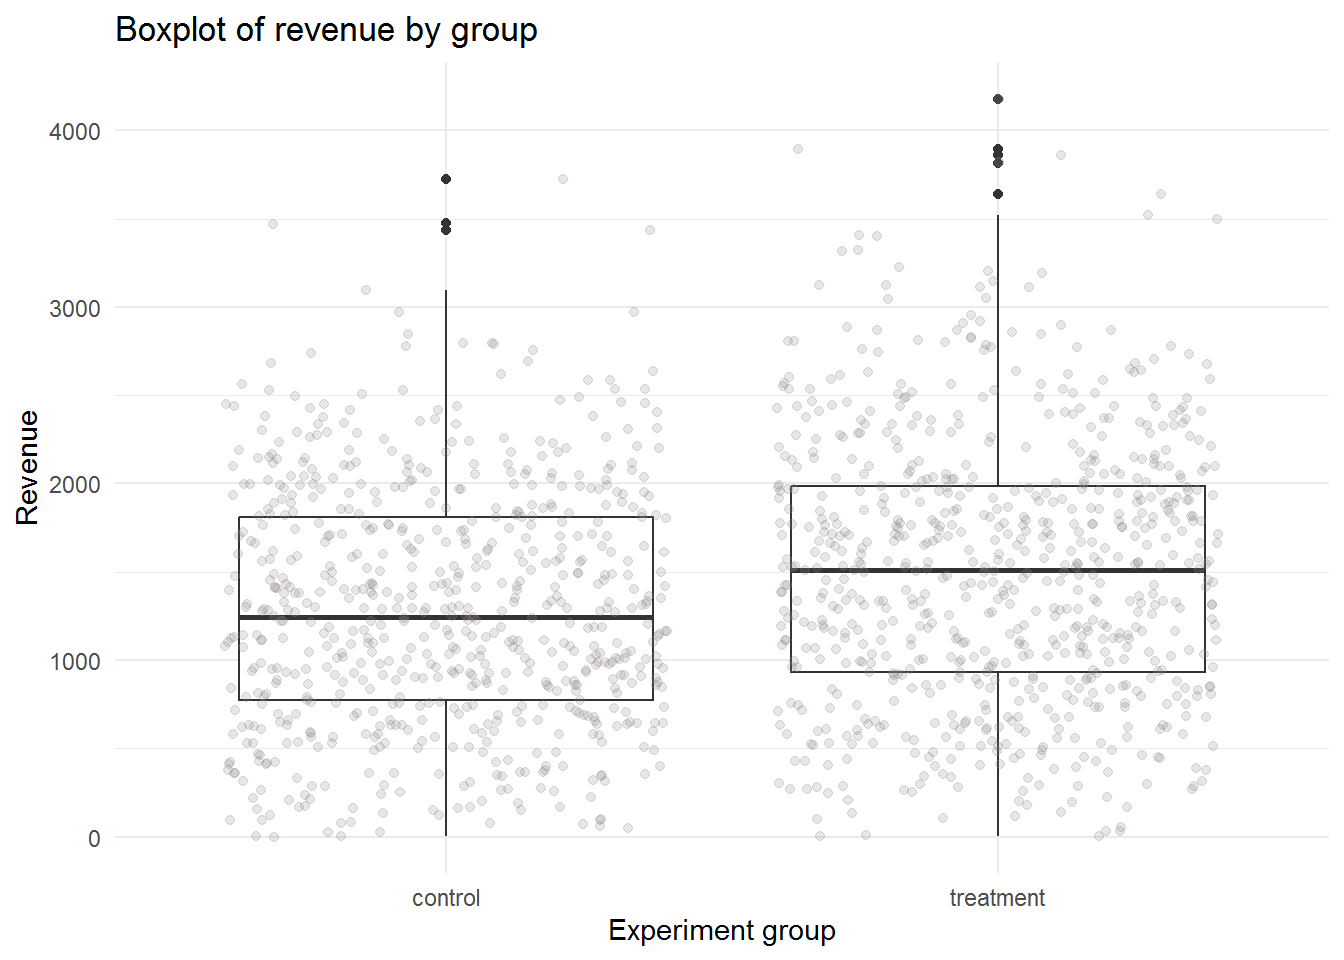 Boxplot of revenue by group
4000
3000
2000
1000
0
Revenue
control
treatment
Experiment group